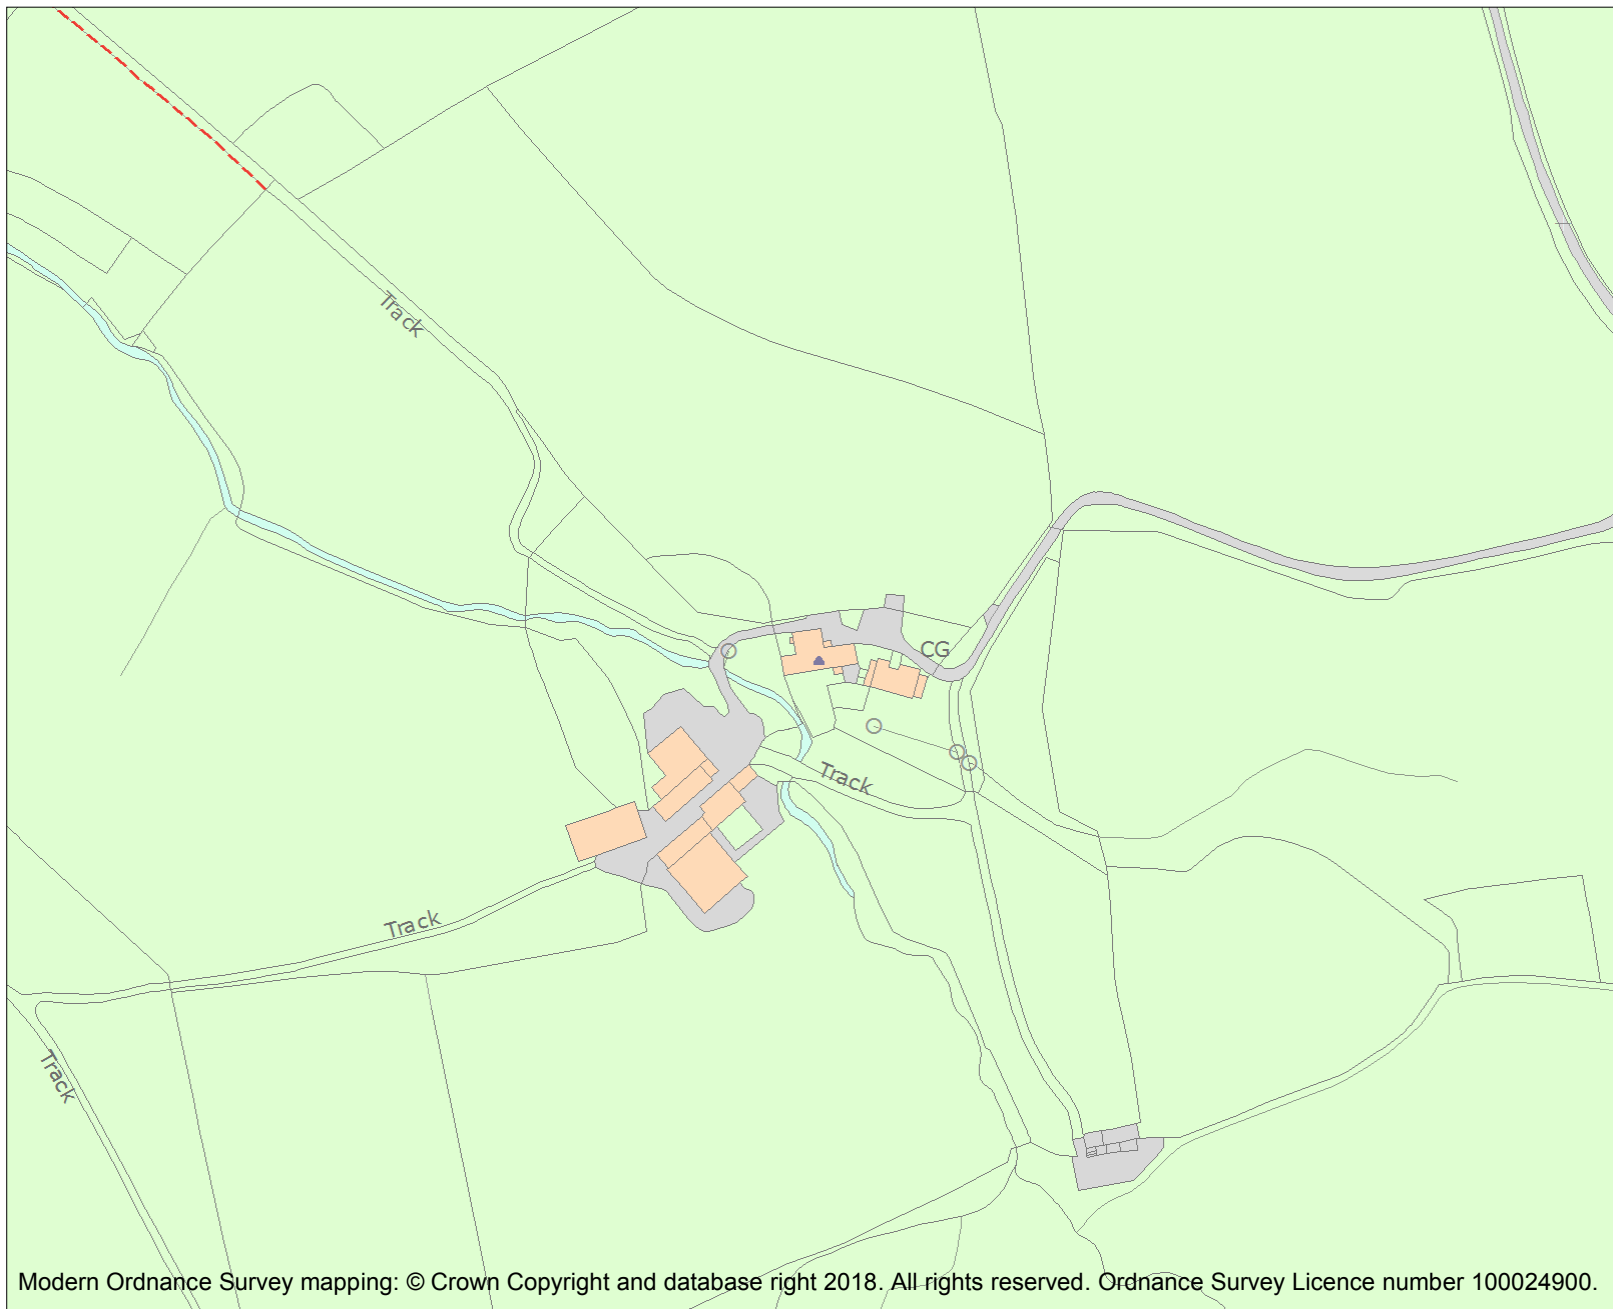 Track
CG
Track
Track
Track
Modern Ordnance Survey mapping: © Crown Copyright and database right 2018. All rights reserved. Ordnance Survey Licence number 100024900.